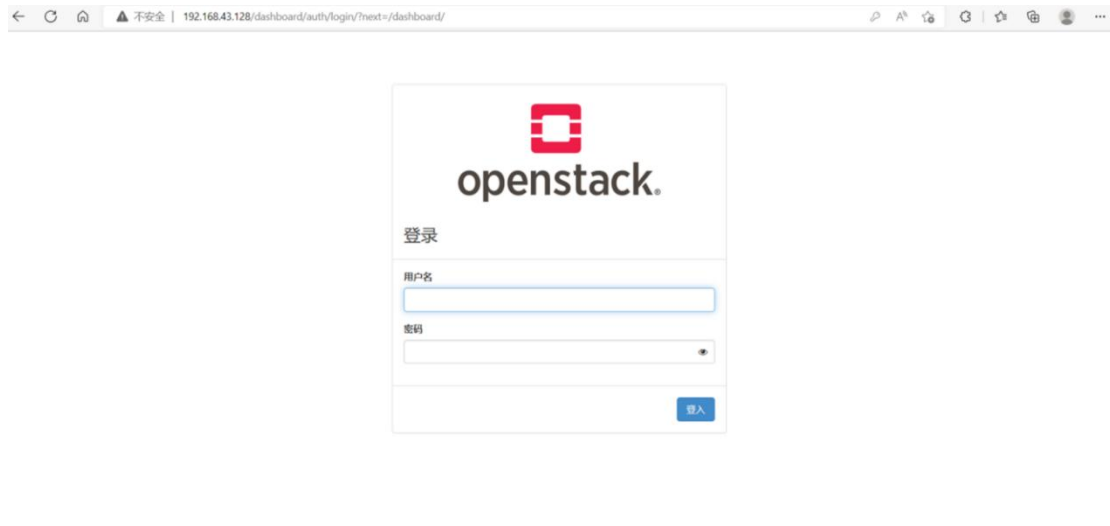 不安全 | 192.168.43.128/dashboard/auth/login/?next=/dashboard/
openstack.
登录
用户名
密码
登入